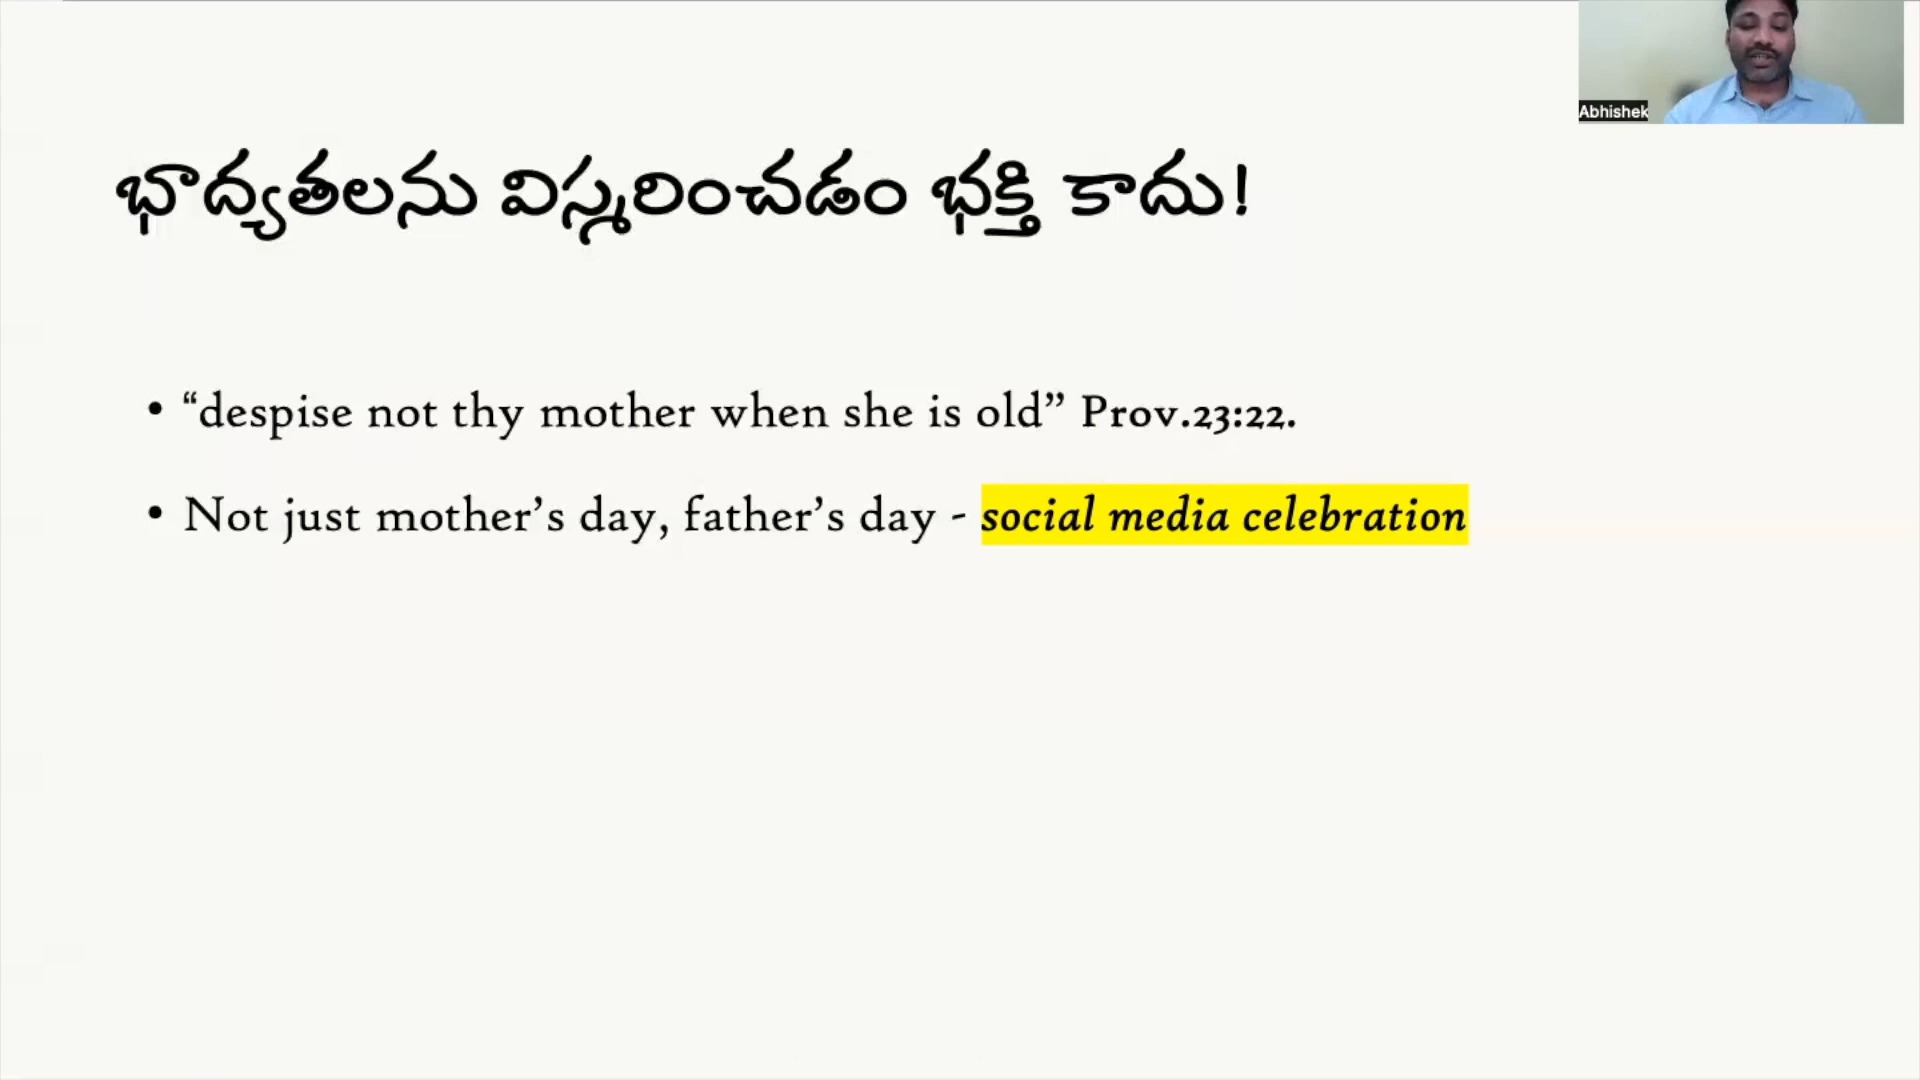 Abhishek
భాద్యతలను విస్మరించడం భక్తి కాదు!
• “despise not thy mother when she is old” Prov.23:22.
• Not just mother’s day, father’s day - social media celebration